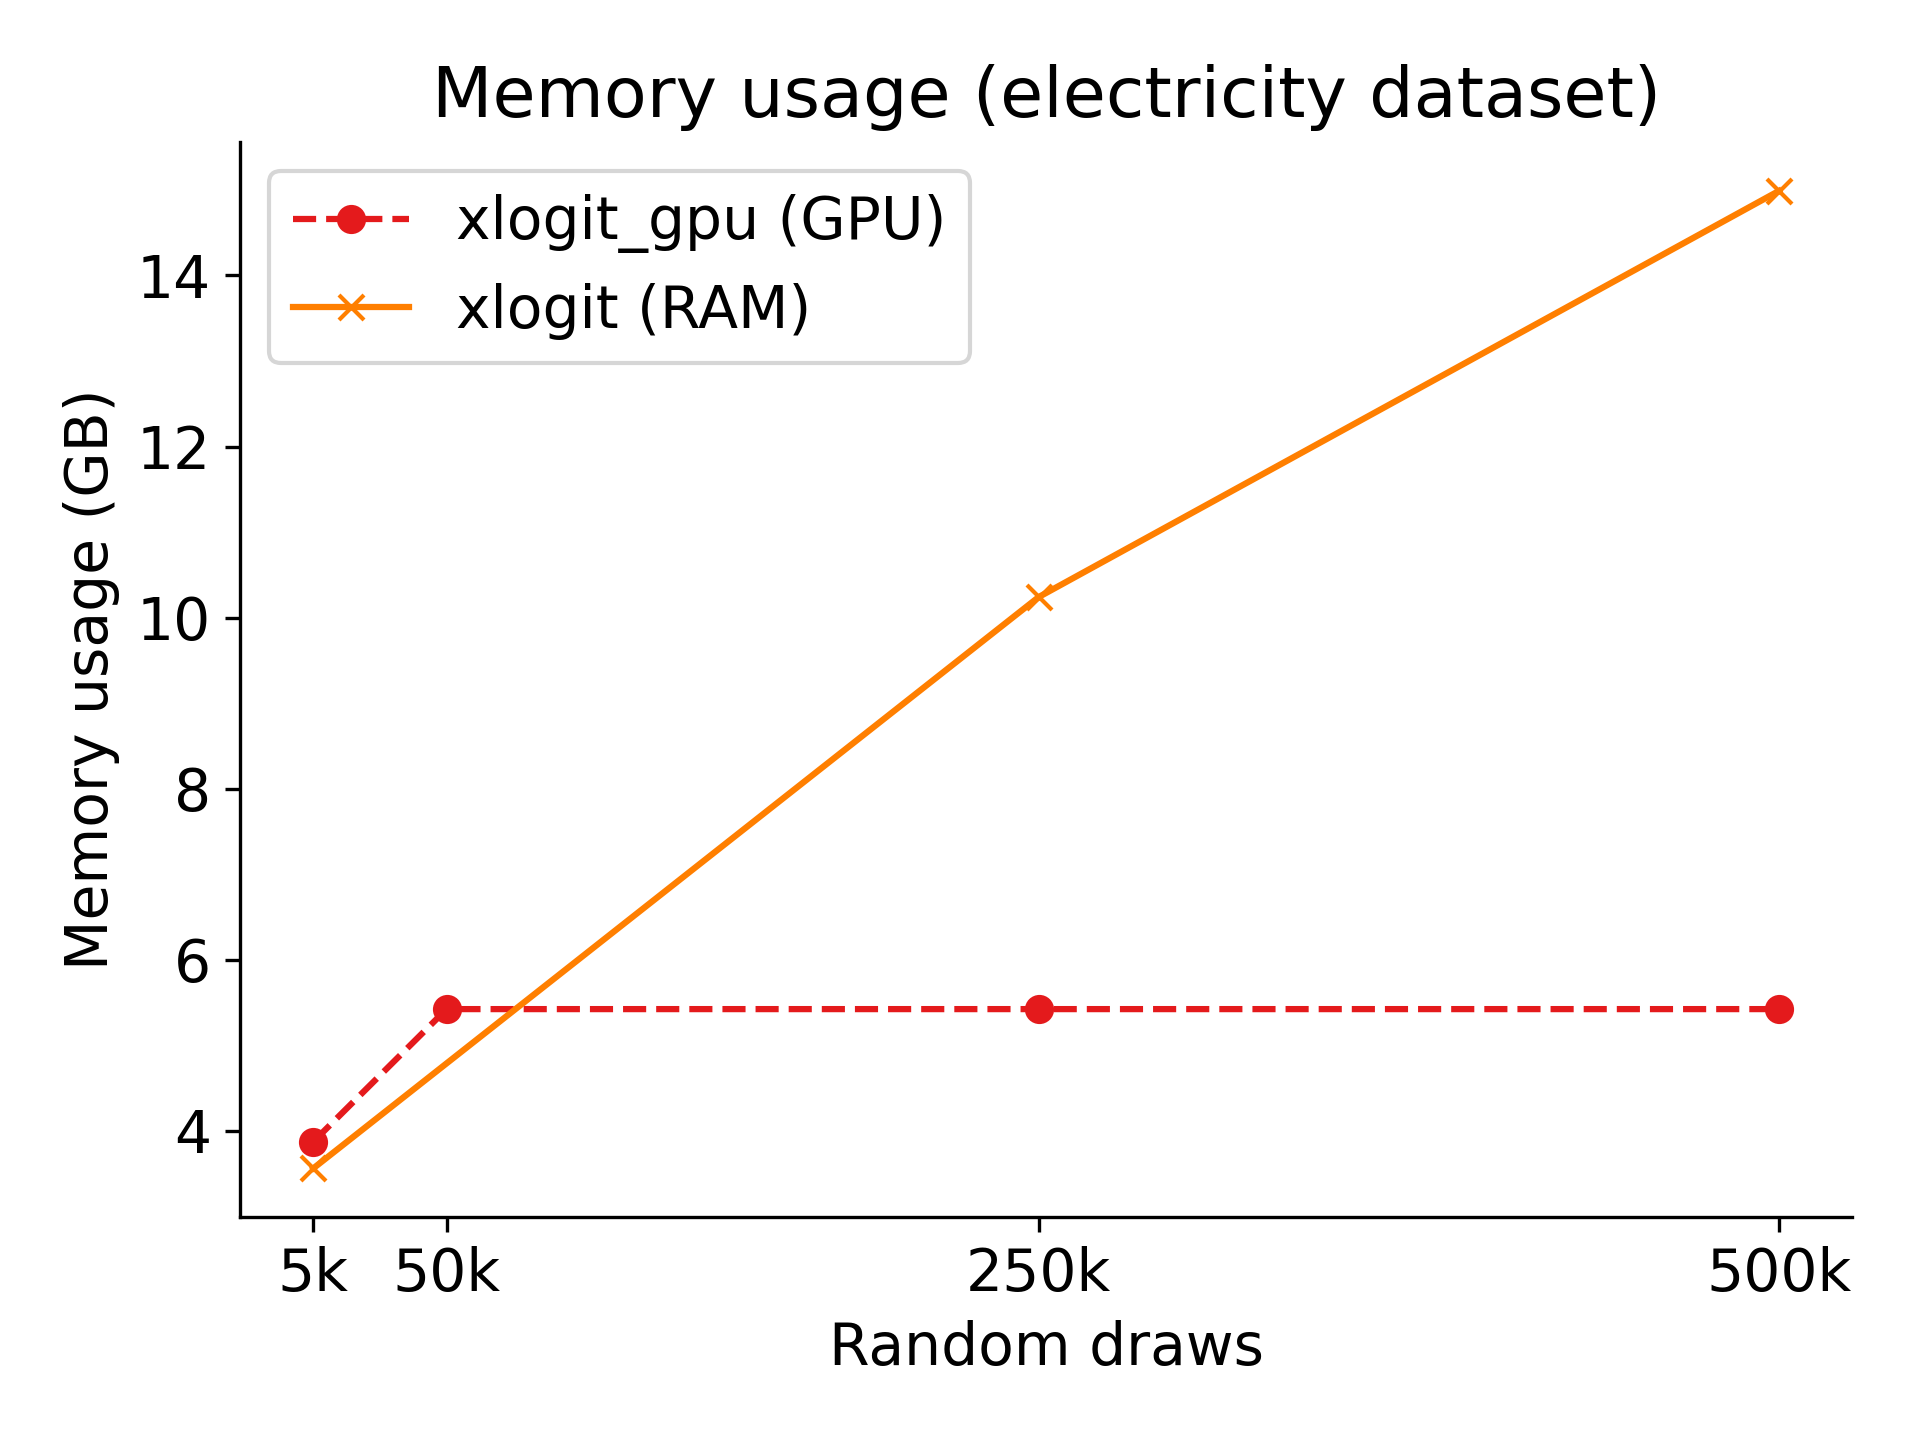 Memory usage (electricity dataset)
xlogit_gpu (GPU)
xlogit (RAM)
Memory usage (GB)
14
12
10
8
6
4
5k 50k 250k 500k
Random draws